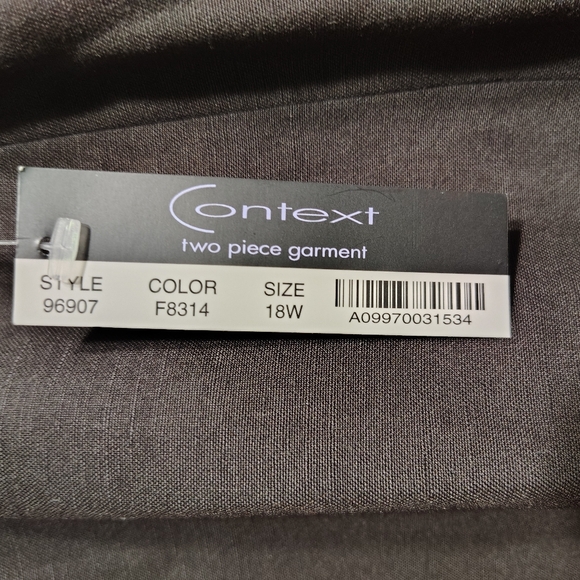 Context
two piece garment
STYLE COLOR SIZE
96907 F8314 18W
A09970031534